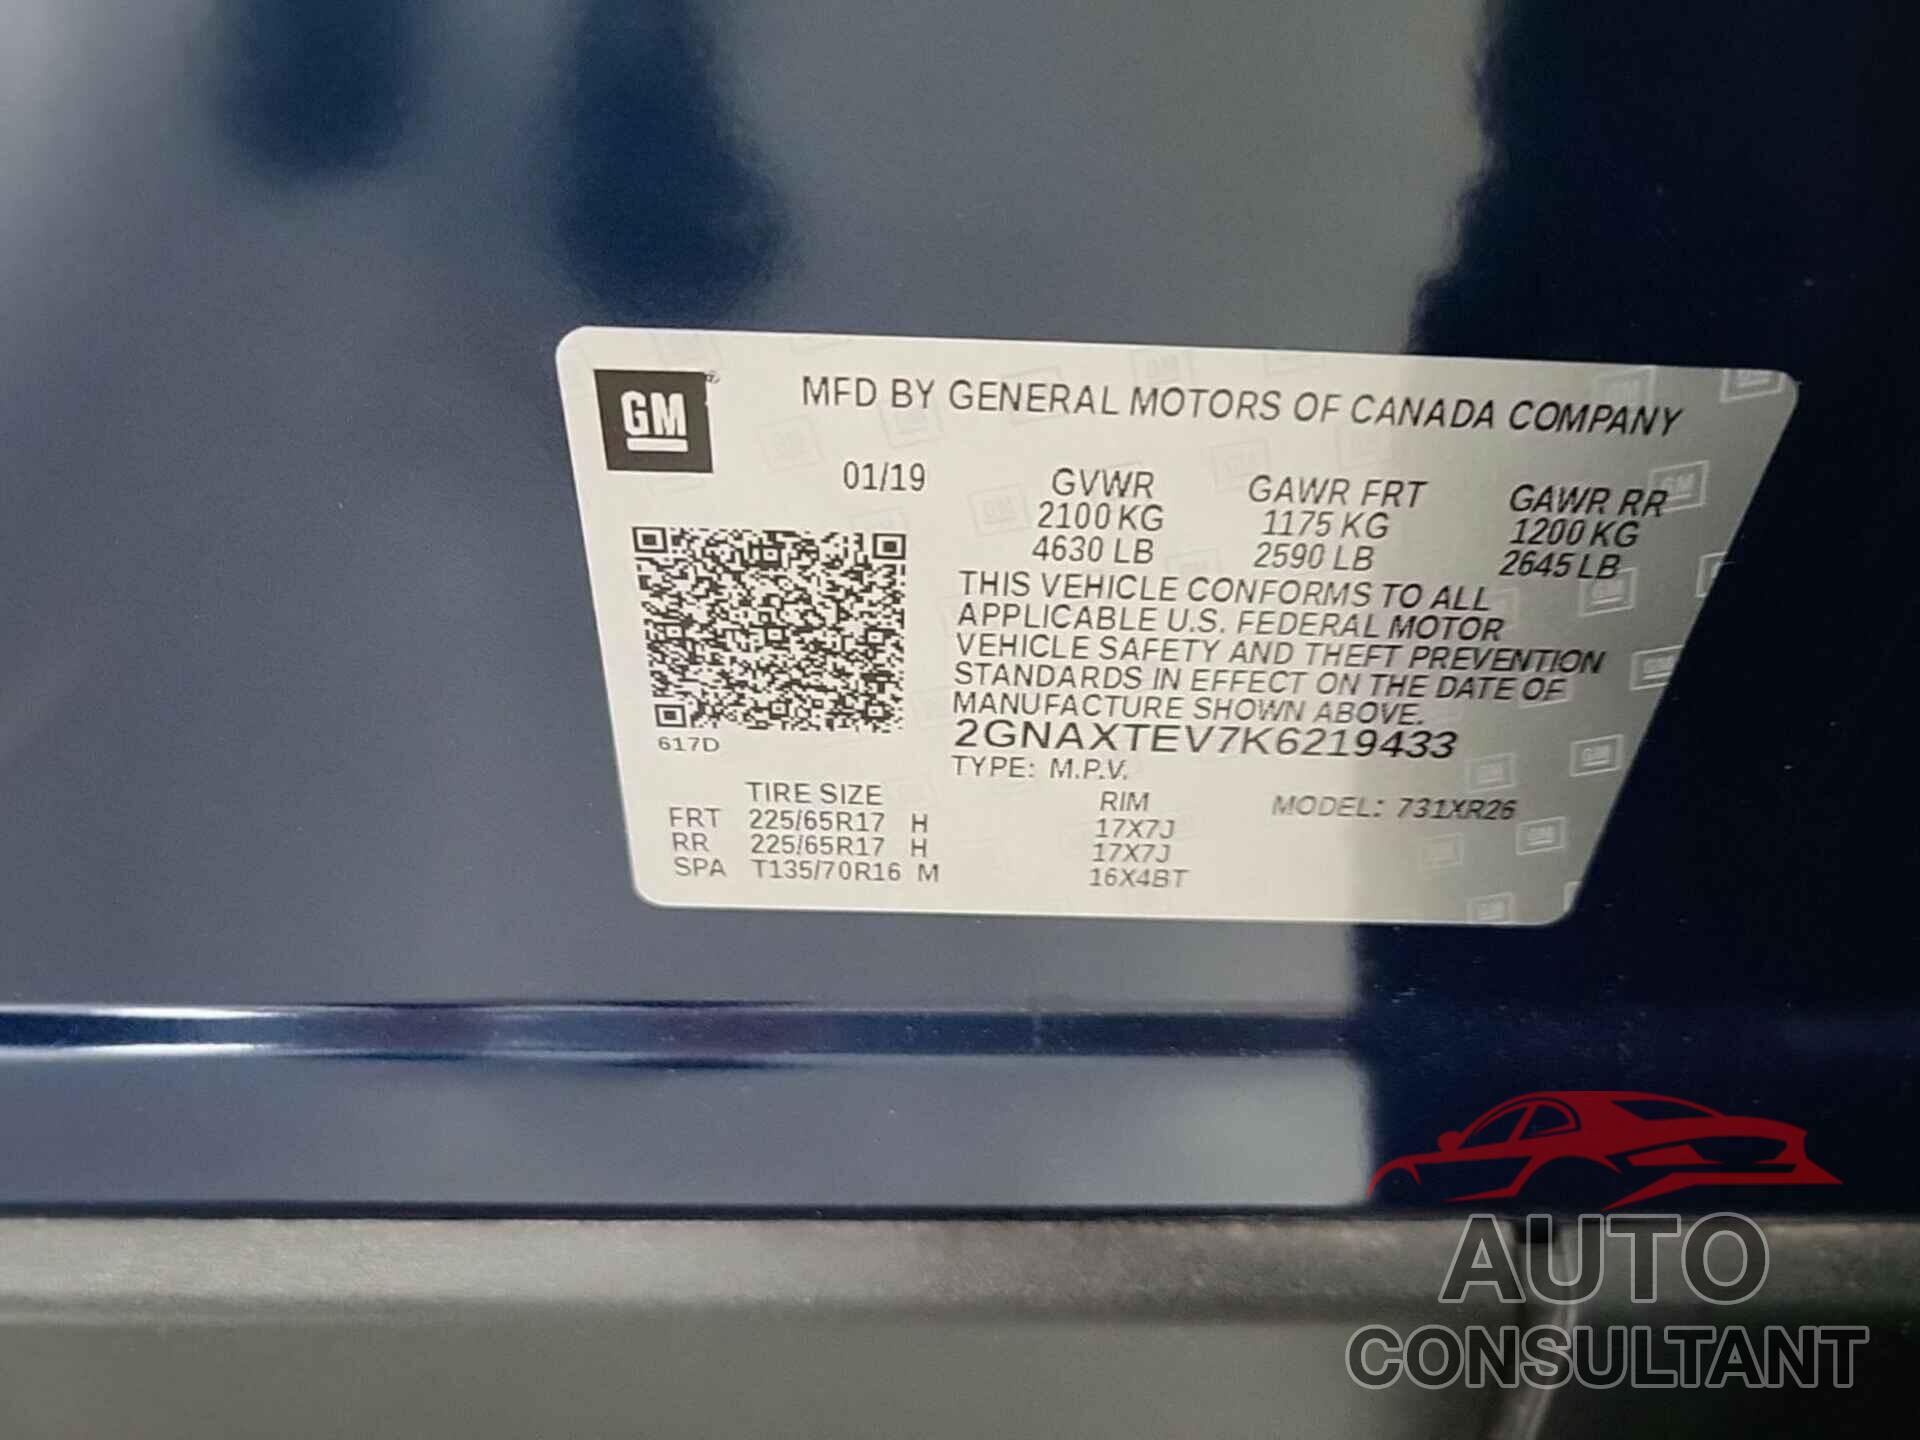 GM
MFD BY GENERAL MOTORS OF CANADA COMPANY
01/19 GVWR GAWR FRT GAWR RR
2100 KG 1175 KG 1200 KG
4630 LB 2590 LB 2645 LB
THIS VEHICLE CONFORMS TO ALL
APPLICABLE U.S. FEDERAL MOTOR
VEHICLE SAFETY AND THEFT PREVENTION
STANDARDS IN EFFECT ON THE DATE OF
MANUFACTURE SHOWN ABOVE.
617D 2GNAXTEV7K6219433
TYPE: M.P.V.
TIRE SIZE RIM MODEL: 731XR26
FRT 225/65R17 H 17X7J
RR 225/65R17 H 17X7J
SPA T135/70R16 M 16X4BT
AUTO
CONSULTANT